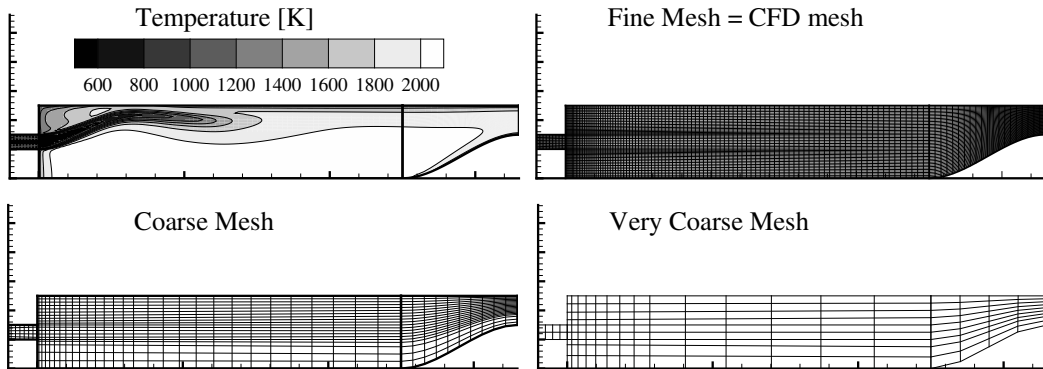 Temperature [K]
600 800 1000 1200 1400 1600 1800 2000
Fine Mesh = CFD mesh
Coarse Mesh
Very Coarse Mesh